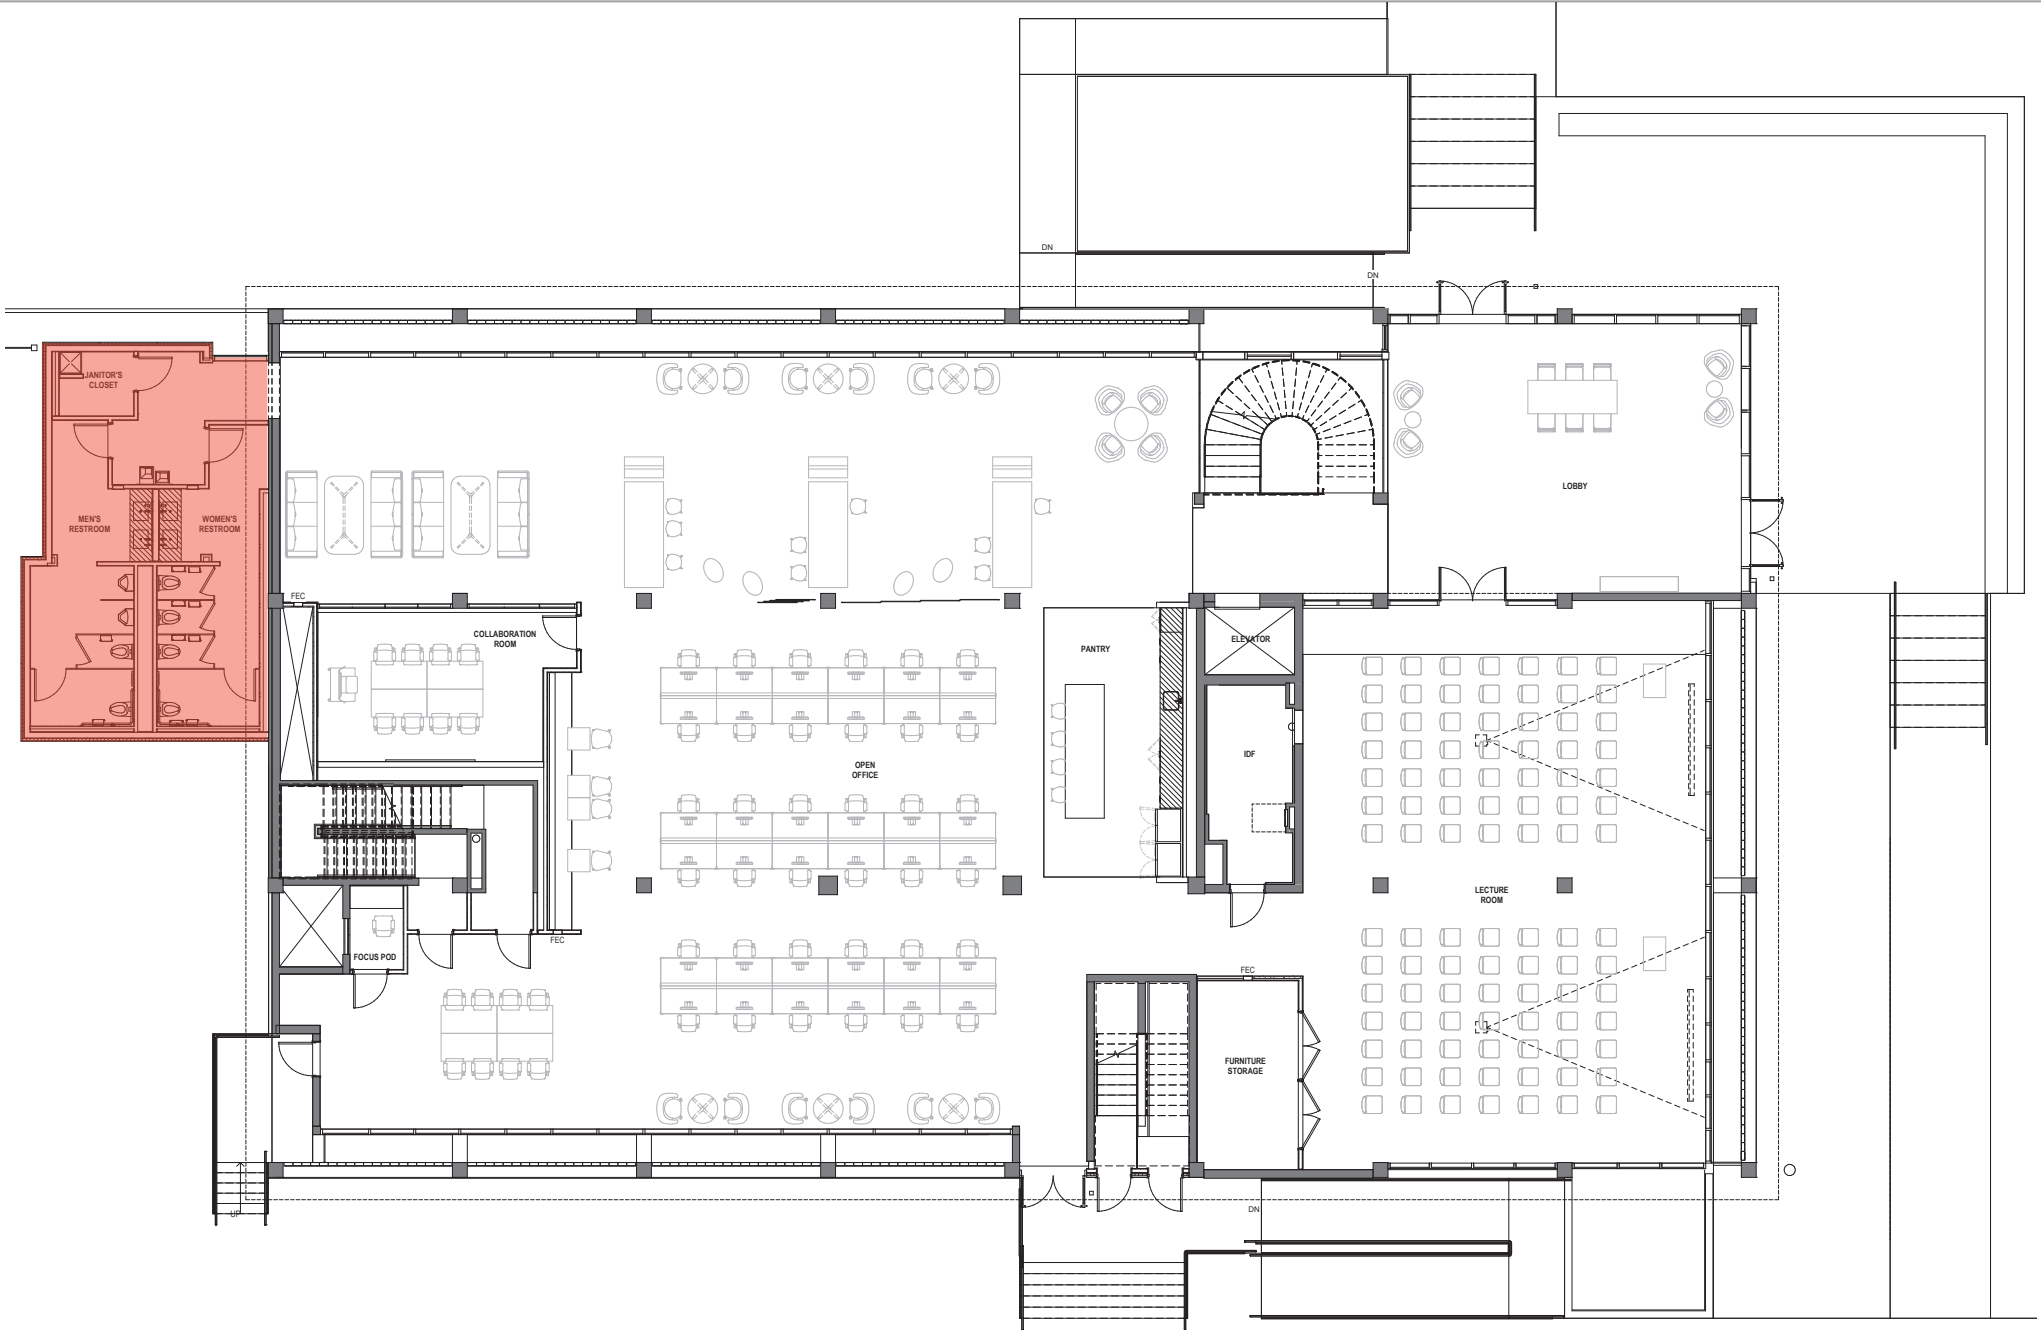 DN
DN
JANITOR'S
CLOSET
MEN'S
RESTROOM
WOMEN'S
RESTROOM
LOBBY
FEC
COLLABORATION
ROOM
PANTRY
ELEVATOR
OPEN
OFFICE
IDF
LECTURE
ROOM
FEC
FOCUS POD
FEC
FURNITURE
STORAGE
UP
DN